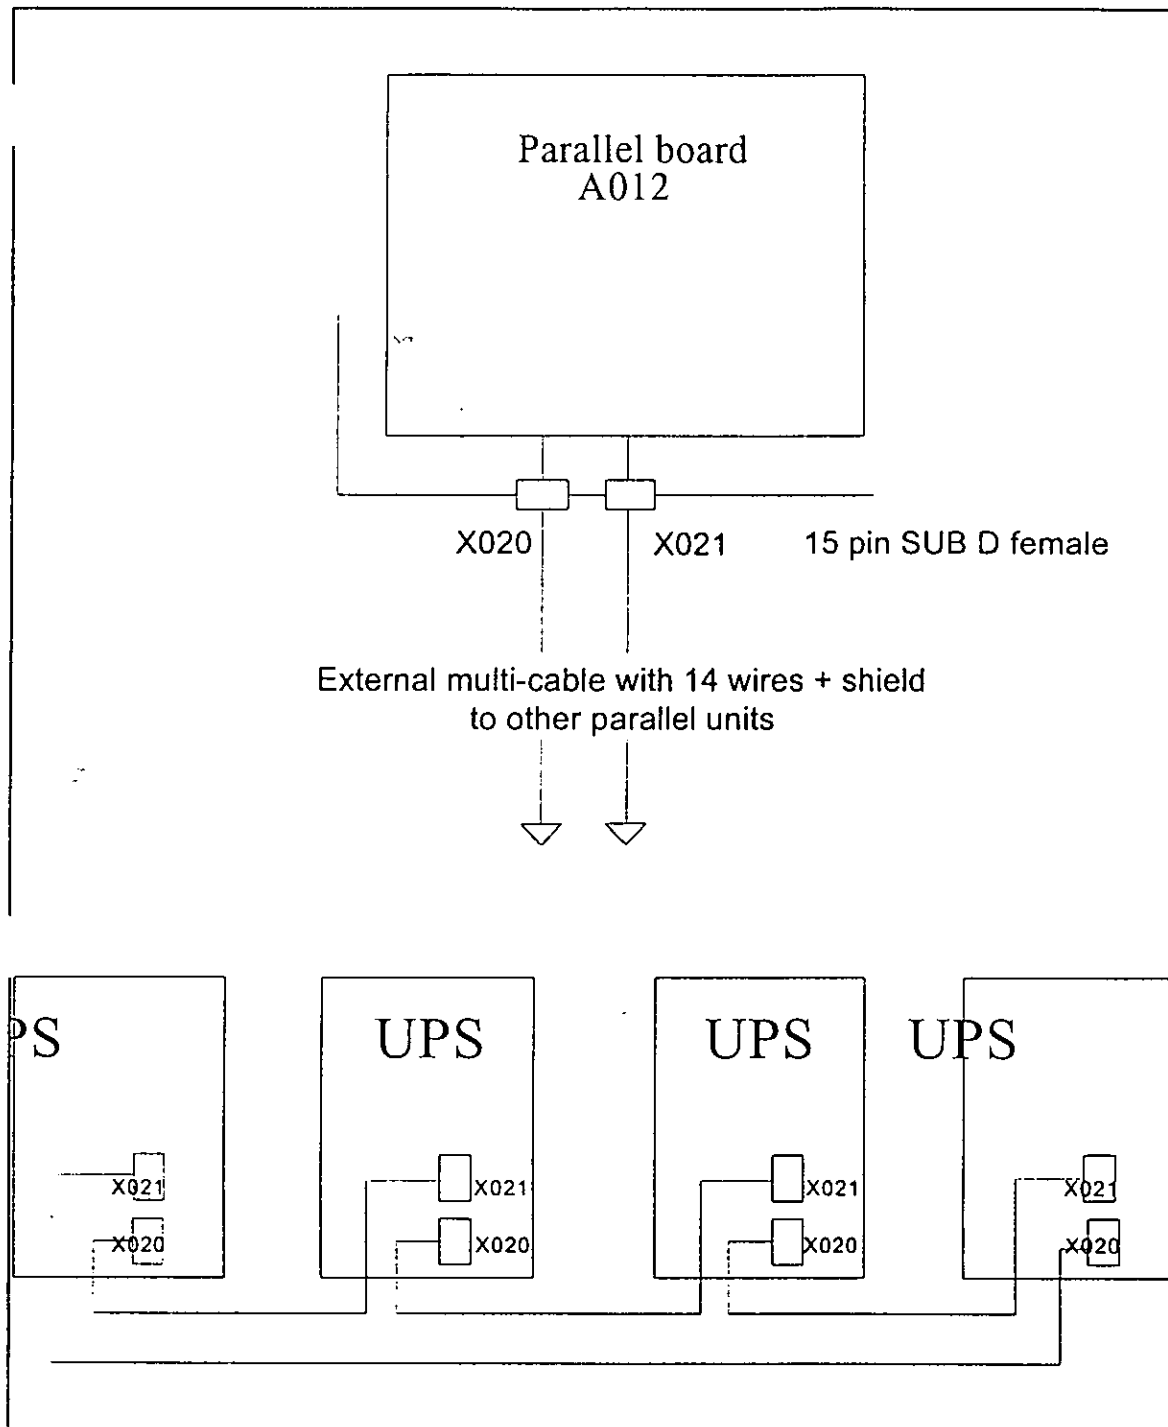 Parallel board
A012
X020
X021
15 pin SUB D female
External multi-cable with 14 wires + shield
to other parallel units
PS
UPS
UPS
UPS
X021
X021
X021
X021
X020
X020
X020
X020